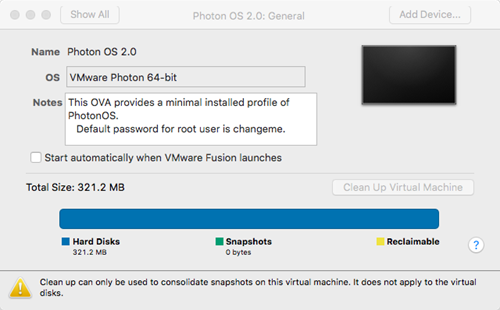 Show All
Photon OS 2.0: General
Add Device...
Name Photon OS 2.0
OS VMware Photon 64-bit
Notes This OVA provides a minimal installed profile of
PhotonOS.
Default password for root user is changeme.
Start automatically when VMware Fusion launches
Total Size: 321.2 MB
Clean Up Virtual Machine
Hard Disks Snapshots Reclaimable
321.2 MB 0 bytes
?
Clean up can only be used to consolidate snapshots on this virtual machine. It does not apply to the virtual
disks.